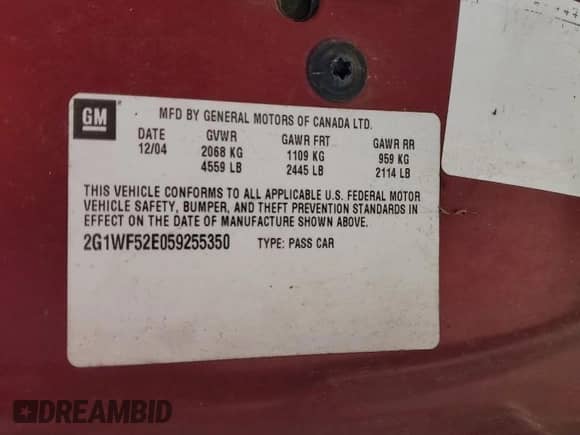 GM MFD BY GENERAL MOTORS OF CANADA LTD.
DATE GVWR GAWR FRT GAWR RR
12/04 2068 KG 1109 KG 959 KG
4559 LB 2445 LB 2114 LB
THIS VEHICLE CONFORMS TO ALL APPLICABLE U.S. FEDERAL MOTOR
VEHICLE SAFETY, BUMPER, AND THEFT PREVENTION STANDARDS IN
EFFECT ON THE DATE OF MANUFACTURE SHOWN ABOVE.
2G1WF52E059255350 TYPE: PASS CAR
DREAMBID